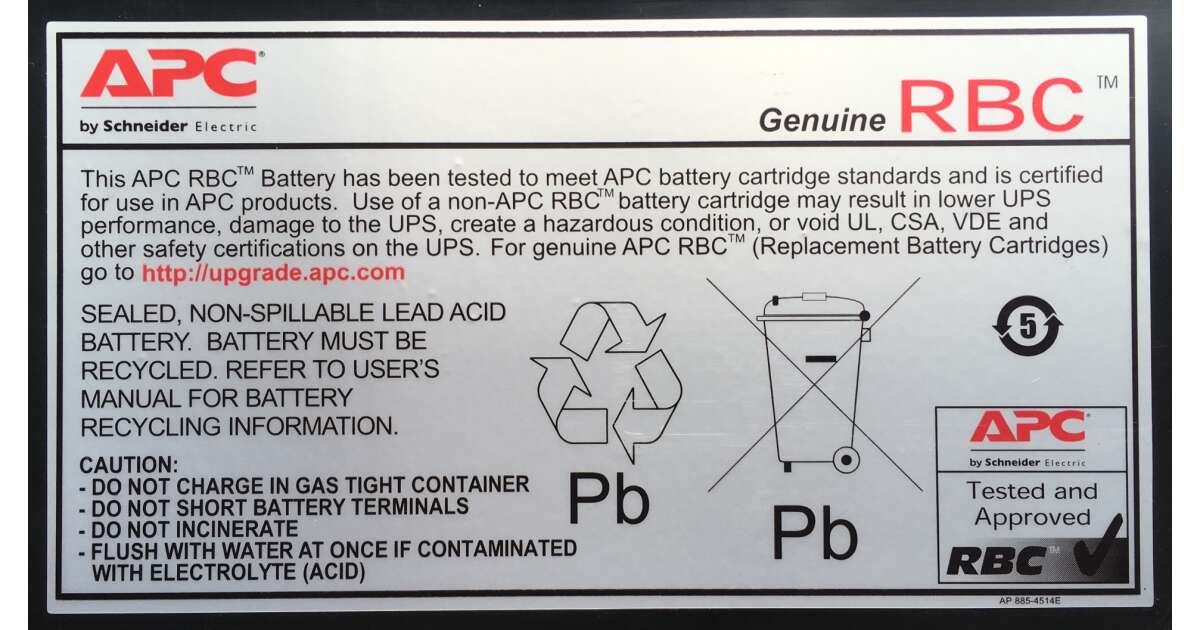 APC®
by Schneider Electric
Genuine RBC™
This APC RBC™ Battery has been tested to meet APC battery cartridge standards and is certified
for use in APC products. Use of a non-APC RBC™ battery cartridge may result in lower UPS
performance, damage to the UPS, create a hazardous condition, or void UL, CSA, VDE and
other safety certifications on the UPS. For genuine APC RBC™ (Replacement Battery Cartridges)
go to http://upgrade.apc.com
SEALED, NON-SPILLABLE LEAD ACID
BATTERY. BATTERY MUST BE
RECYCLED. REFER TO USER'S
MANUAL FOR BATTERY
RECYCLING INFORMATION.
CAUTION:
- DO NOT CHARGE IN GAS TIGHT CONTAINER
- DO NOT SHORT BATTERY TERMINALS
- DO NOT INCINERATE
- FLUSH WITH WATER AT ONCE IF CONTAMINATED
WITH ELECTROLYTE (ACID)
Pb
Pb
5
APC®
by Schneider Electric
Tested and
Approved
RBC™
AP 885-4514E